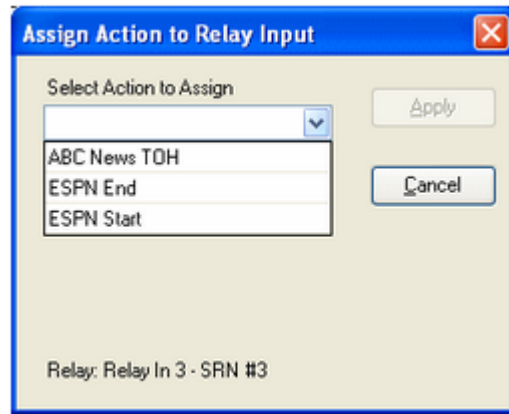 Assign Action to Relay Input
Select Action to Assign
Apply
ABC News TOH
ESPN End
Cancel
ESPN Start
Relay: Relay In 3 - SRN #3